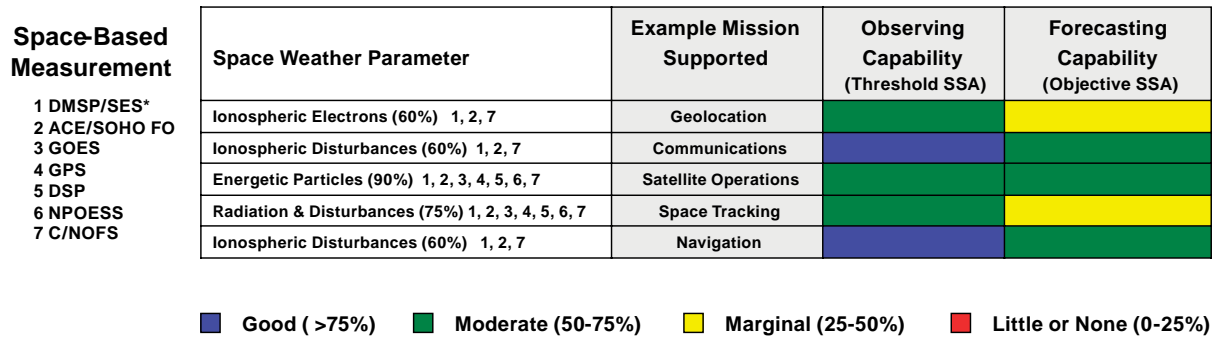 Space-Based
Measurement
1 DMSP/SES*
2 ACE/SOHO FO
3 GOES
4 GPS
5 DSP
6 NPOESS
7 C/NOFS
Space Weather Parameter
Example Mission
Supported
Observing
Capability
(Threshold SSA)
Forecasting
Capability
(Objective SSA)
Ionospheric Electrons (60%) 1, 2, 7 Geolocation
Ionospheric Disturbances (60%) 1, 2, 7 Communications
Energetic Particles (90%) 1, 2, 3, 4, 5, 6, 7 Satellite Operations
Radiation & Disturbances (75%) 1, 2, 3, 4, 5, 6, 7 Space Tracking
Ionospheric Disturbances (60%) 1, 2, 7 Navigation
Good ( >75%) Moderate (50-75%) Marginal (25-50%) Little or None (0-25%)